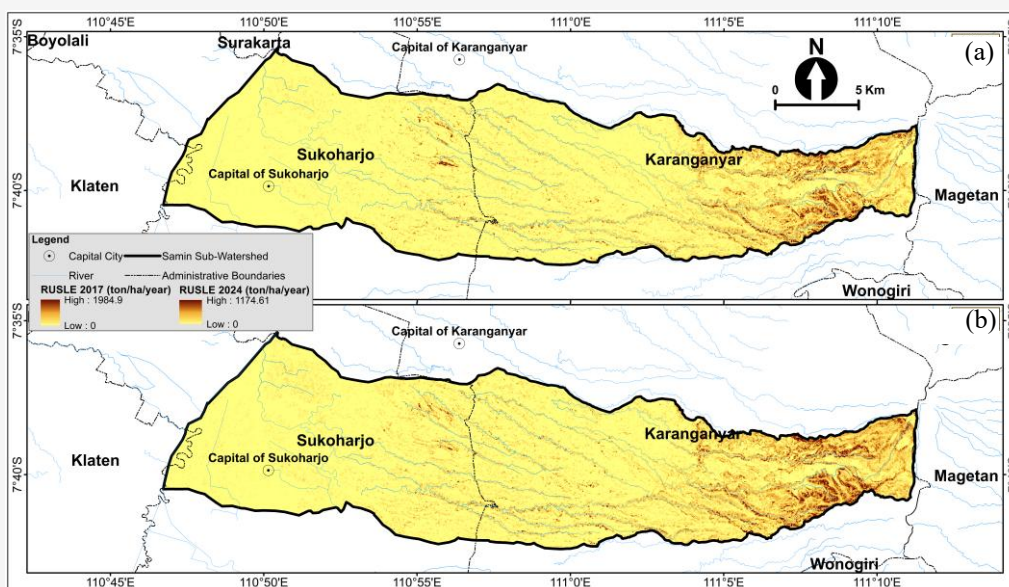 110°45'E 110°50'E 110°55'E 111°0'E 111°5'E 111°10'E
7°35'S
Boyolali
Surakarta
Capital of Karanganyar
(a)
N
0 5 Km
Sukoharjo
Karanganyar
Capital of Sukoharjo
Klaten
7°40'S
Magetan
Wonogiri
Legend
Capital City Samin Sub-Watershed
River Administrative Boundaries
RUSLE 2017 (ton/ha/year) RUSLE 2024 (ton/ha/year)
High : 1984.9 High : 1174.61
Low : 0 Low : 0
7°35'S
Capital of Karanganyar
(b)
Sukoharjo
Karanganyar
Capital of Sukoharjo
Klaten
7°40'S
Magetan
Wonogiri
110°45'E 110°50'E 110°55'E 111°0'E 111°5'E 111°10'E